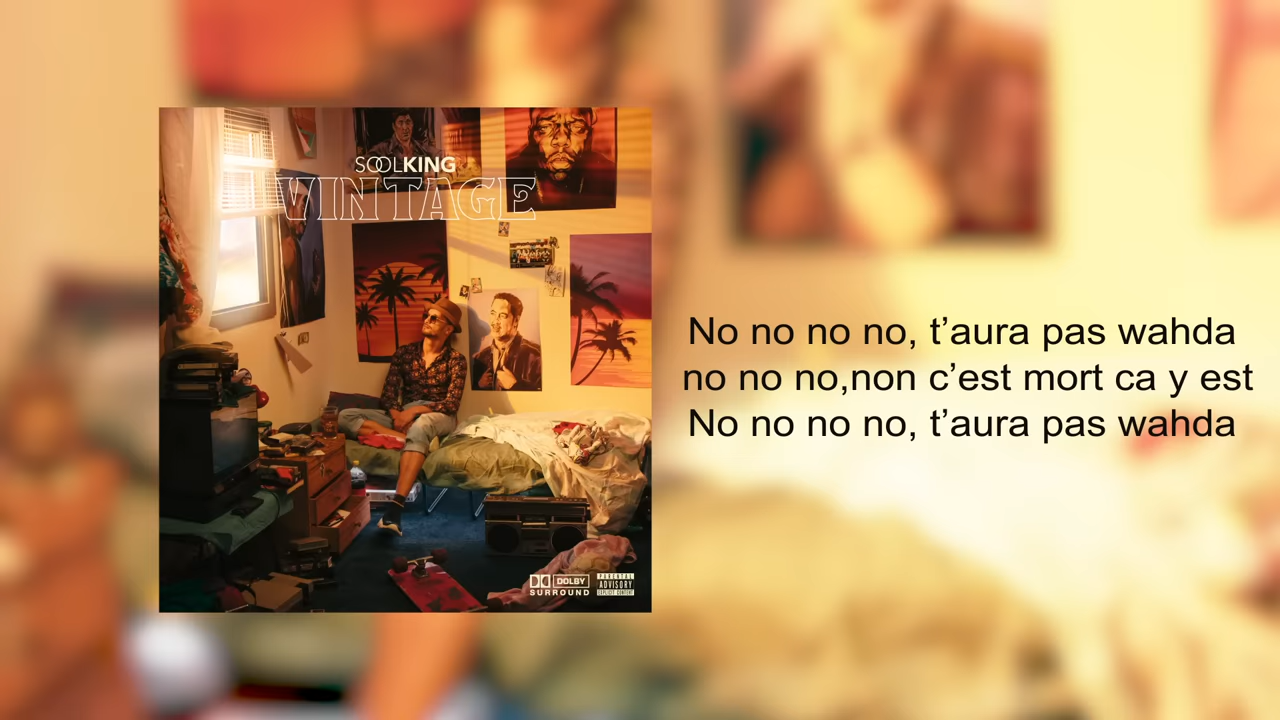 SOOLKING
VINTAGE
No no no no, t’aura pas wahda
no no no,non c’est mort ca y est
No no no no, t’aura pas wahda
DOLBY
SURROUND
PARENTAL
ADVISORY
EXPLICIT CONTENT